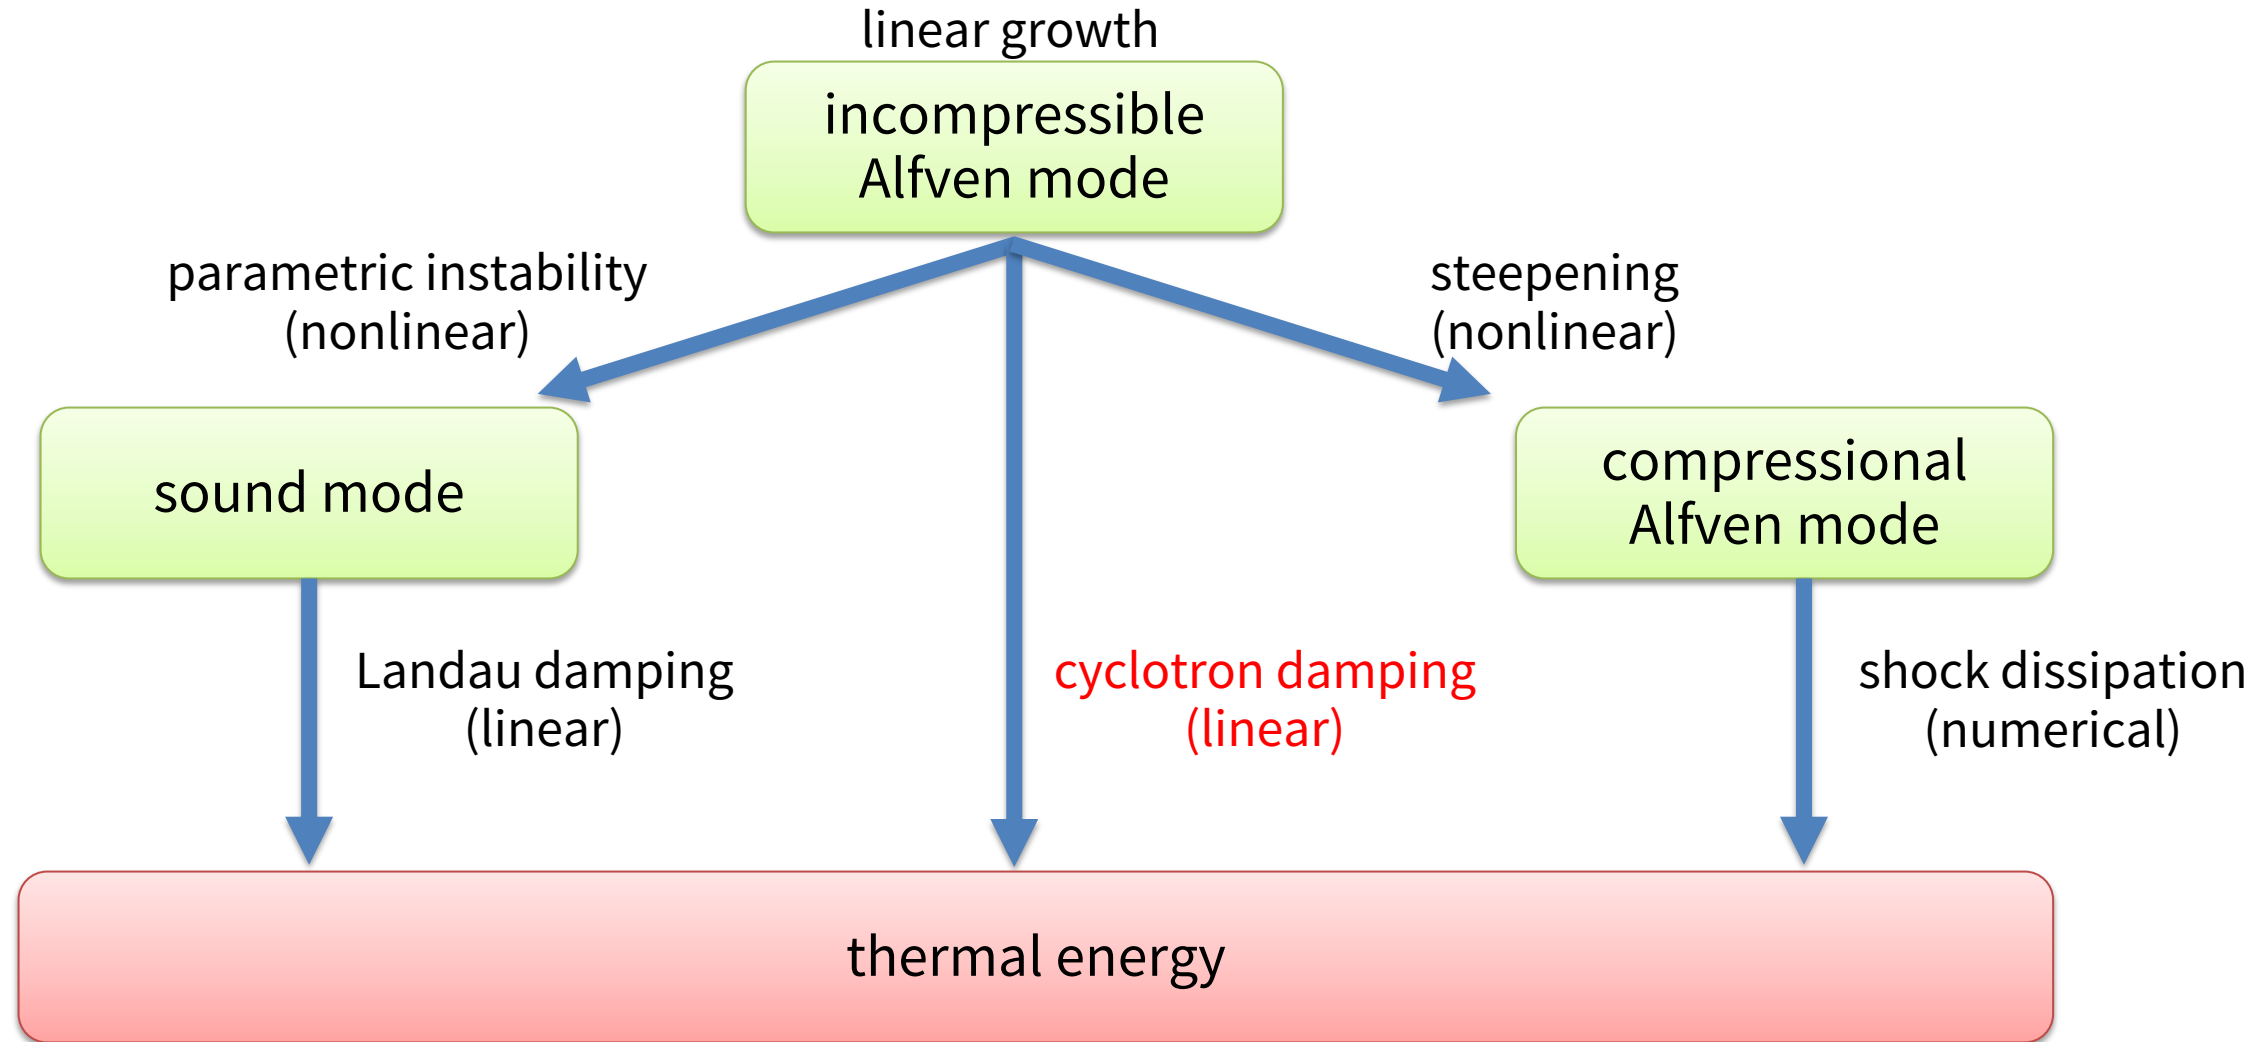 linear growth
incompressible
Alfven mode
parametric instability
(nonlinear)
steepening
(nonlinear)
sound mode
compressional
Alfven mode
Landau damping
(linear)
cyclotron damping
(linear)
shock dissipation
(numerical)
thermal energy